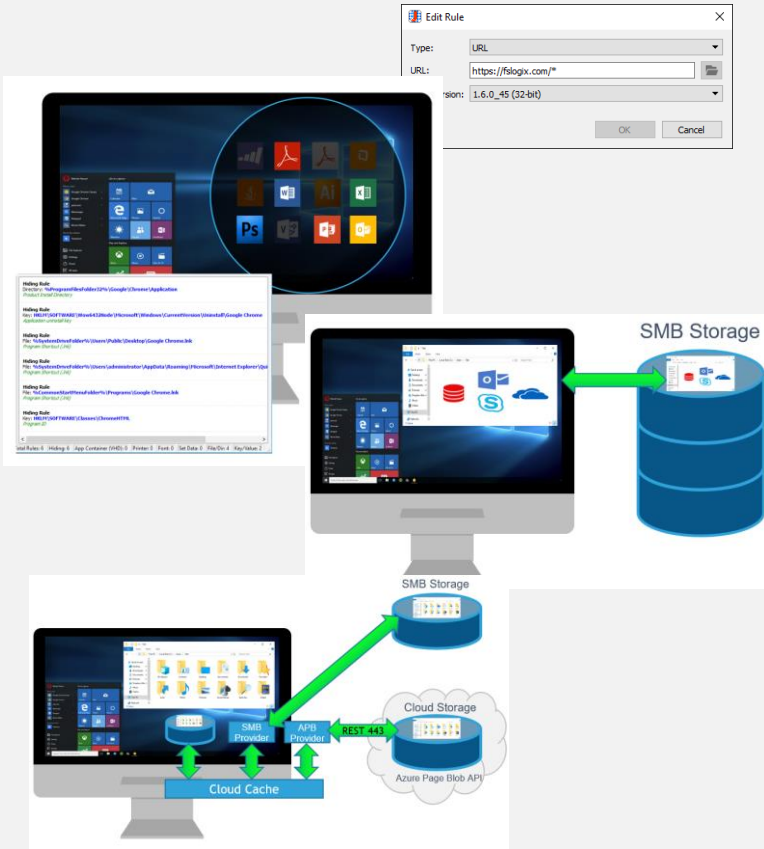 Edit Rule
Type:
URL
URL:
https://fslogix.com/*
rsion:
1.6.0_45 (32-bit)
OK
Cancel
Ps
Ai
Hiding Rule
Directory: %ProgramFilesFolder32%\Google\Chrome\Application
Product Install Directory
Hiding Rule
Key: HKLM\SOFTWARE\Wow6432Node\Microsoft\Windows\CurrentVersion\Uninstall\Google Chrome
Application uninstall key
Hiding Rule
File: %SystemDriveFolder%\Users\Public\Desktop\Google Chrome.lnk
Program Shortcut (.lnk)
Hiding Rule
File: %SystemDriveFolder%\Users\administrator\AppData\Roaming\Microsoft\Internet Explorer\Qui
Program Shortcut (.lnk)
Hiding Rule
File: %CommonStartMenuFolder%\Programs\Google Chrome.lnk
Program Shortcut (.lnk)
Hiding Rule
Key: HKLM\SOFTWARE\Classes\ChromeHTML
Program ID
otal Rules: 6 Hiding: 6 App Container (VHD): 0 Printer: 0 Font: 0 Set Data: 0 File/Dir: 4 Key/Value: 2
SMB Storage
SMB Storage
Cloud Storage
SMB
Provider
APB
Provider
REST 443
Azure Page Blob API
Cloud Cache